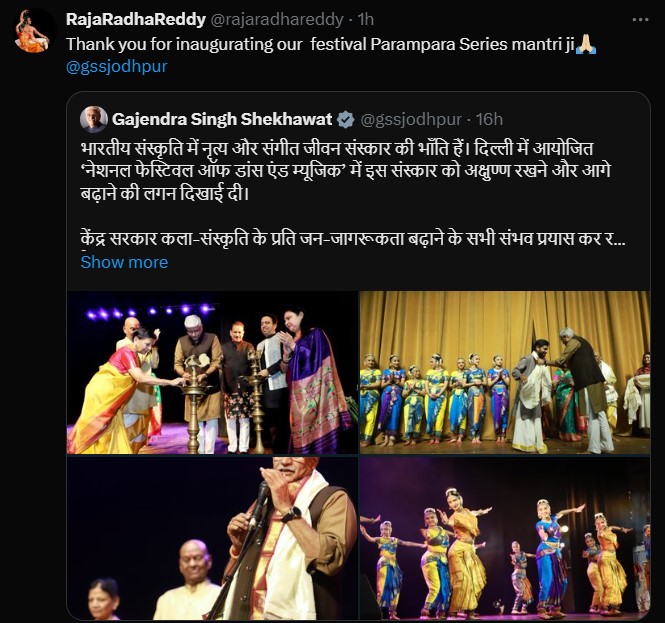 RajaRadhaReddy @rajaradhareddy · 1h
Thank you for inaugurating our festival Parampara Series mantri ji🙏🏻
@gssjodhpur
Gajendra Singh Shekhawat @gssjodhpur · 16h
भारतीय संस्कृति में नृत्य और संगीत जीवन संस्कार की भाँति हैं। दिल्ली में आयोजित
‘नेशनल फेस्टिवल ऑफ डांस एंड म्यूजिक’ में इस संस्कार को अक्षुण्ण रखने और आगे
बढ़ाने की लगन दिखाई दी।
केंद्र सरकार कला-संस्कृति के प्रति जन-जागरूकता बढ़ाने के सभी संभव प्रयास कर र...
Show more